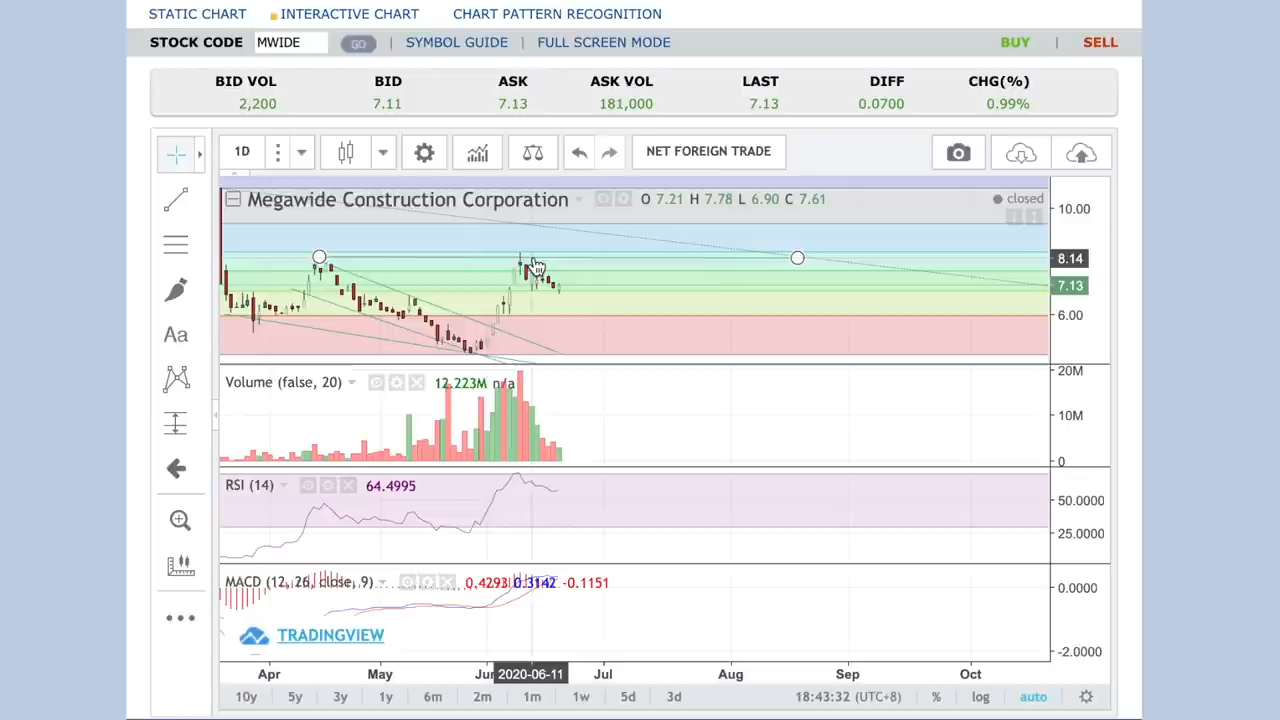 STATIC CHART INTERACTIVE CHART CHART PATTERN RECOGNITION
STOCK CODE MWIDE GO | SYMBOL GUIDE | FULL SCREEN MODE BUY | SELL
BID VOL BID ASK ASK VOL LAST DIFF CHG(%)
2,200 7.11 7.13 181,000 7.13 0.0700 0.99%
1D NET FOREIGN TRADE
Megawide Construction Corporation O 7.21 H 7.78 L 6.90 C 7.61 closed
10.00
8.14
7.13
6.00
Aa
Volume (false, 20) 12.223M n/a
20M
10M
0
RSI (14) 64.4995
50.0000
25.0000
MACD (12, 26, close, 9) 0.4293 0.3142 -0.1151
0.0000
TRADINGVIEW
-2.0000
Apr May Jun 2020-06-11 Jul Aug Sep Oct
10y 5y 3y 1y 6m 2m 1m 1w 5d 3d 18:43:32 (UTC+8) % log auto